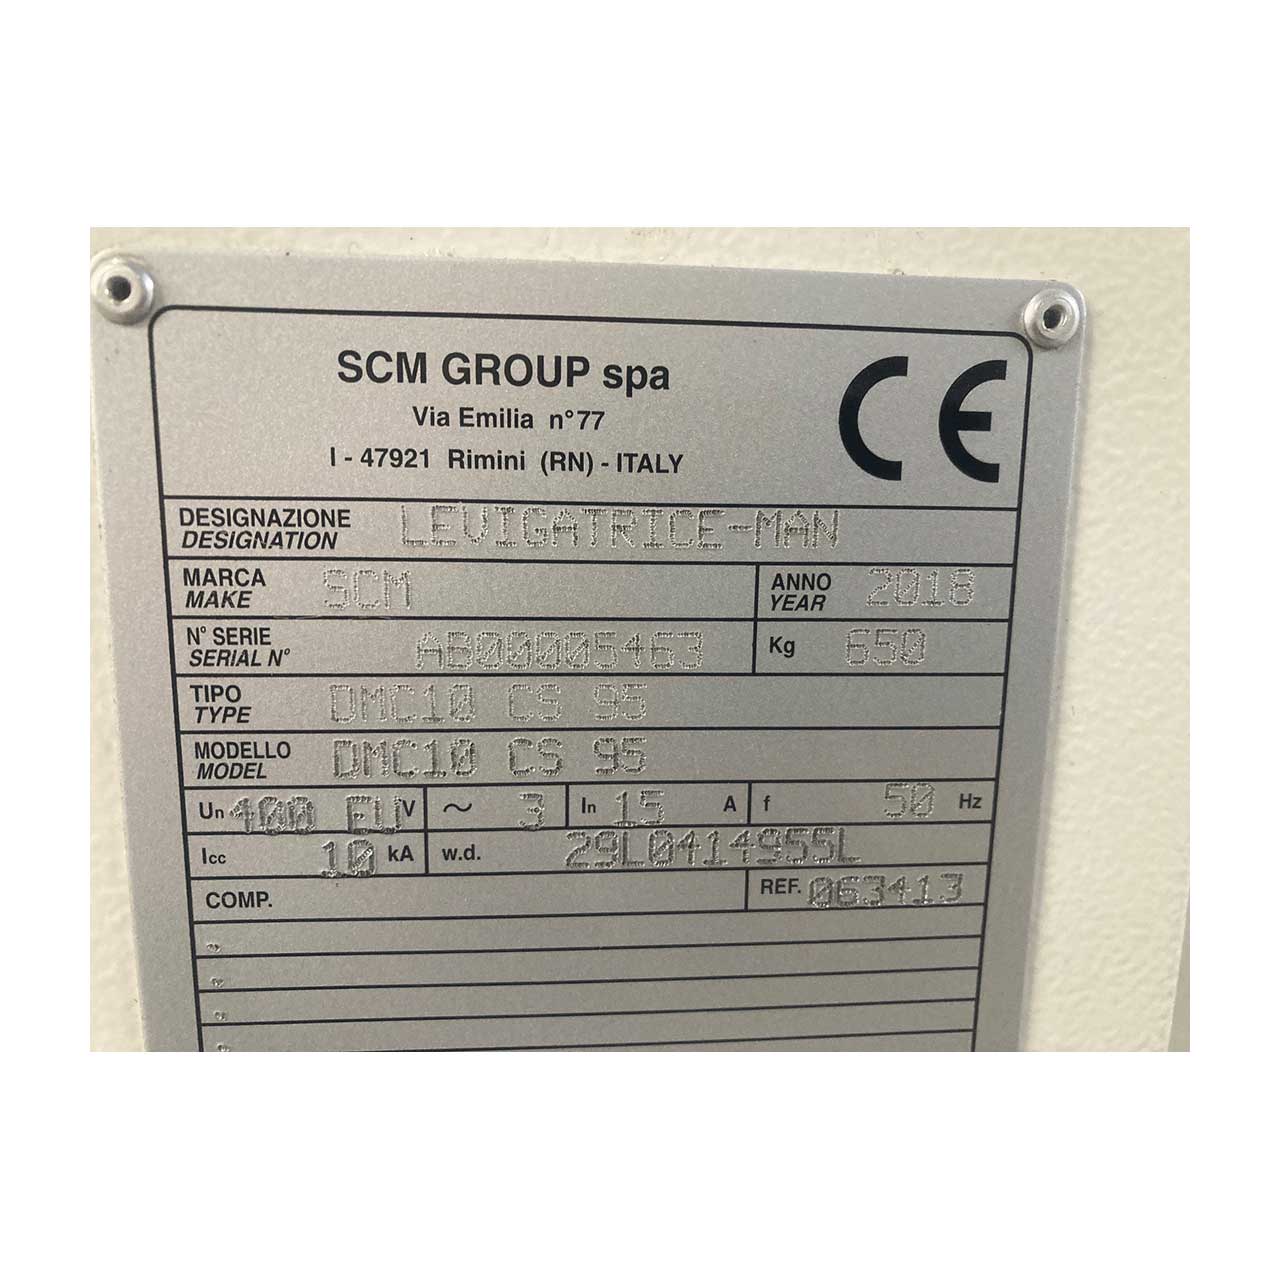 SCM GROUP spa
Via Emilia n°77
I - 47921 Rimini (RN) - ITALY
CE
DESIGNAZIONE LEVIGATRICE-MAN
DESIGNATION
MARCA SCM ANNO 2018
MAKE YEAR
N° SERIE AB00005463 Kg 650
SERIAL N°
TIPO DMC10 CS 95
TYPE
MODELLO DMC10 CS 95
MODEL
Un 400 EU V ~ 3 In 15 A f 50 Hz
Icc 10 kA w.d. 29L0414955L
COMP. REF. 063413